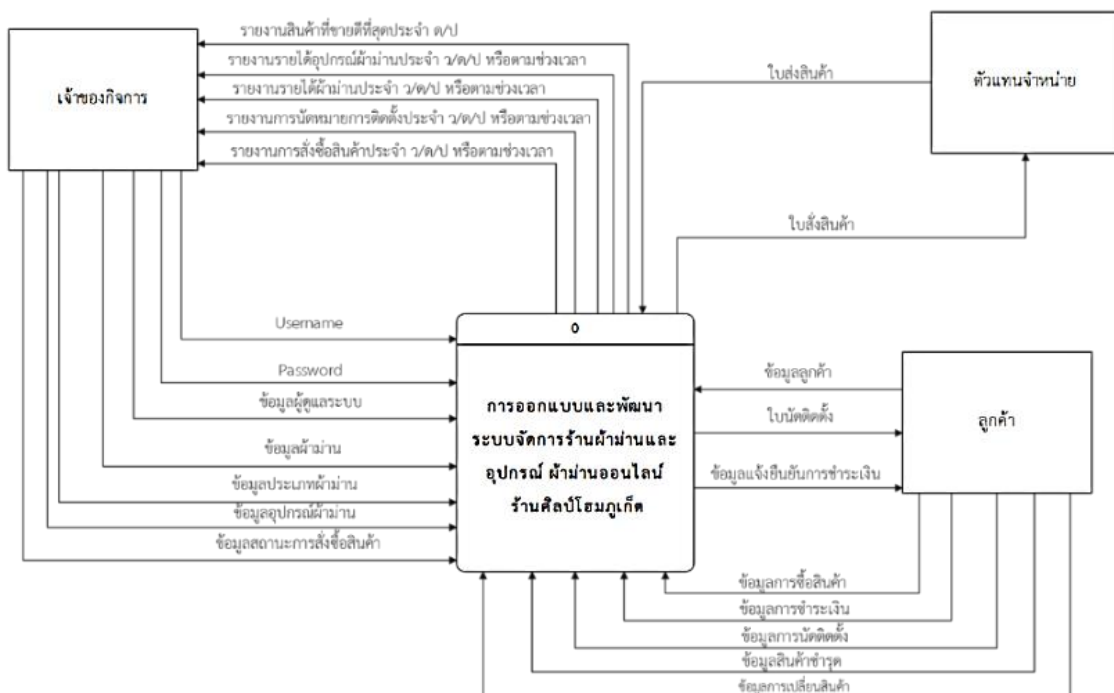 รายงานสินค้าที่ขายดีที่สุดประจำ ด/ป
รายงานรายได้อุปกรณ์ผ้าม่านประจำ ว/ด/ป หรือตามช่วงเวลา
รายงานรายได้ผ้าม่านประจำ ว/ด/ป หรือตามช่วงเวลา
รายงานการนัดหมายการติดตั้งประจำ ว/ด/ป หรือตามช่วงเวลา
รายงานการสั่งซื้อสินค้าประจำ ว/ด/ป หรือตามช่วงเวลา
เจ้าของกิจการ
ใบส่งสินค้า
ตัวแทนจำหน่าย
ใบสั่งสินค้า
Username
Password
ข้อมูลผู้ดูแลระบบ
ข้อมูลผ้าม่าน
ข้อมูลประเภทผ้าม่าน
ข้อมูลอุปกรณ์ผ้าม่าน
ข้อมูลสถานะการสั่งซื้อสินค้า
0
การออกแบบและพัฒนา
ระบบจัดการร้านผ้าม่านและ
อุปกรณ์ ผ้าม่านออนไลน์
ร้านศิลป์โฮมภูเก็ต
ข้อมูลลูกค้า
ใบนัดติดตั้ง
ข้อมูลแจ้งยืนยันการชำระเงิน
ลูกค้า
ข้อมูลการซื้อสินค้า
ข้อมูลการชำระเงิน
ข้อมูลการนัดติดตั้ง
ข้อมูลสินค้าชำรุด
ข้อมูลการเปลี่ยนสินค้า